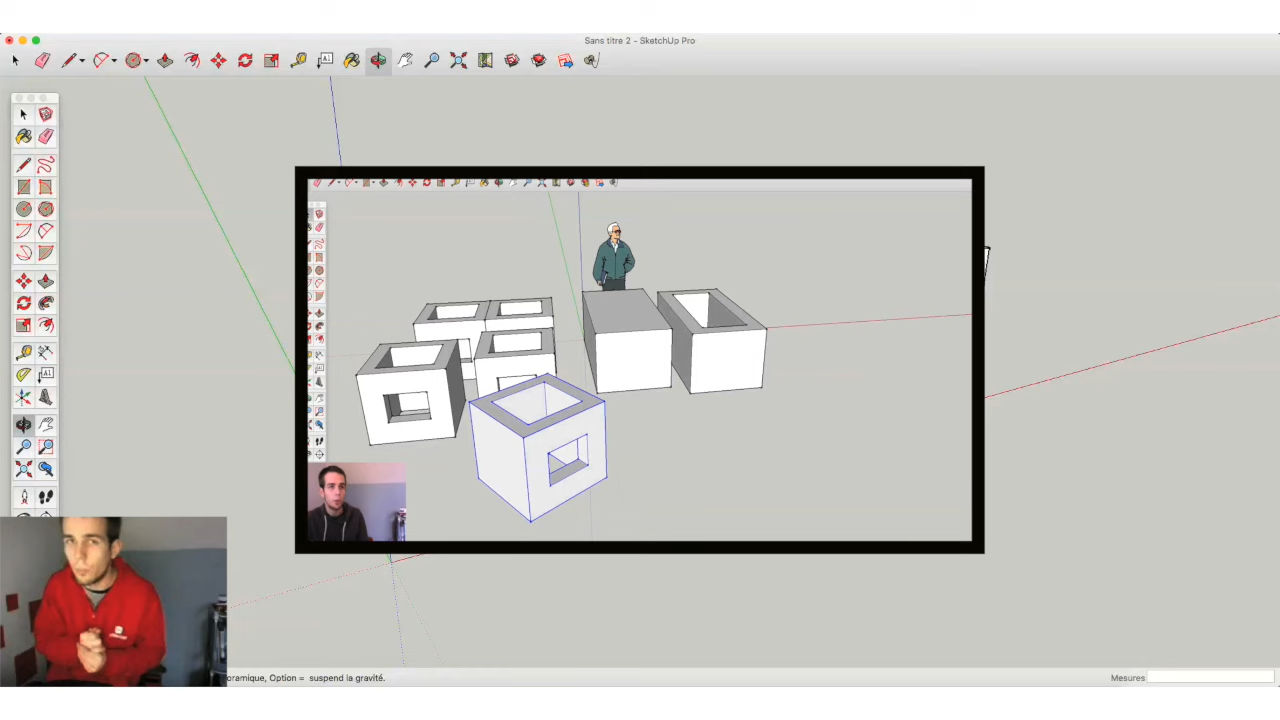 Sans titre 2 - SketchUp Pro
oramique, Option = suspend la gravité.
Mesures